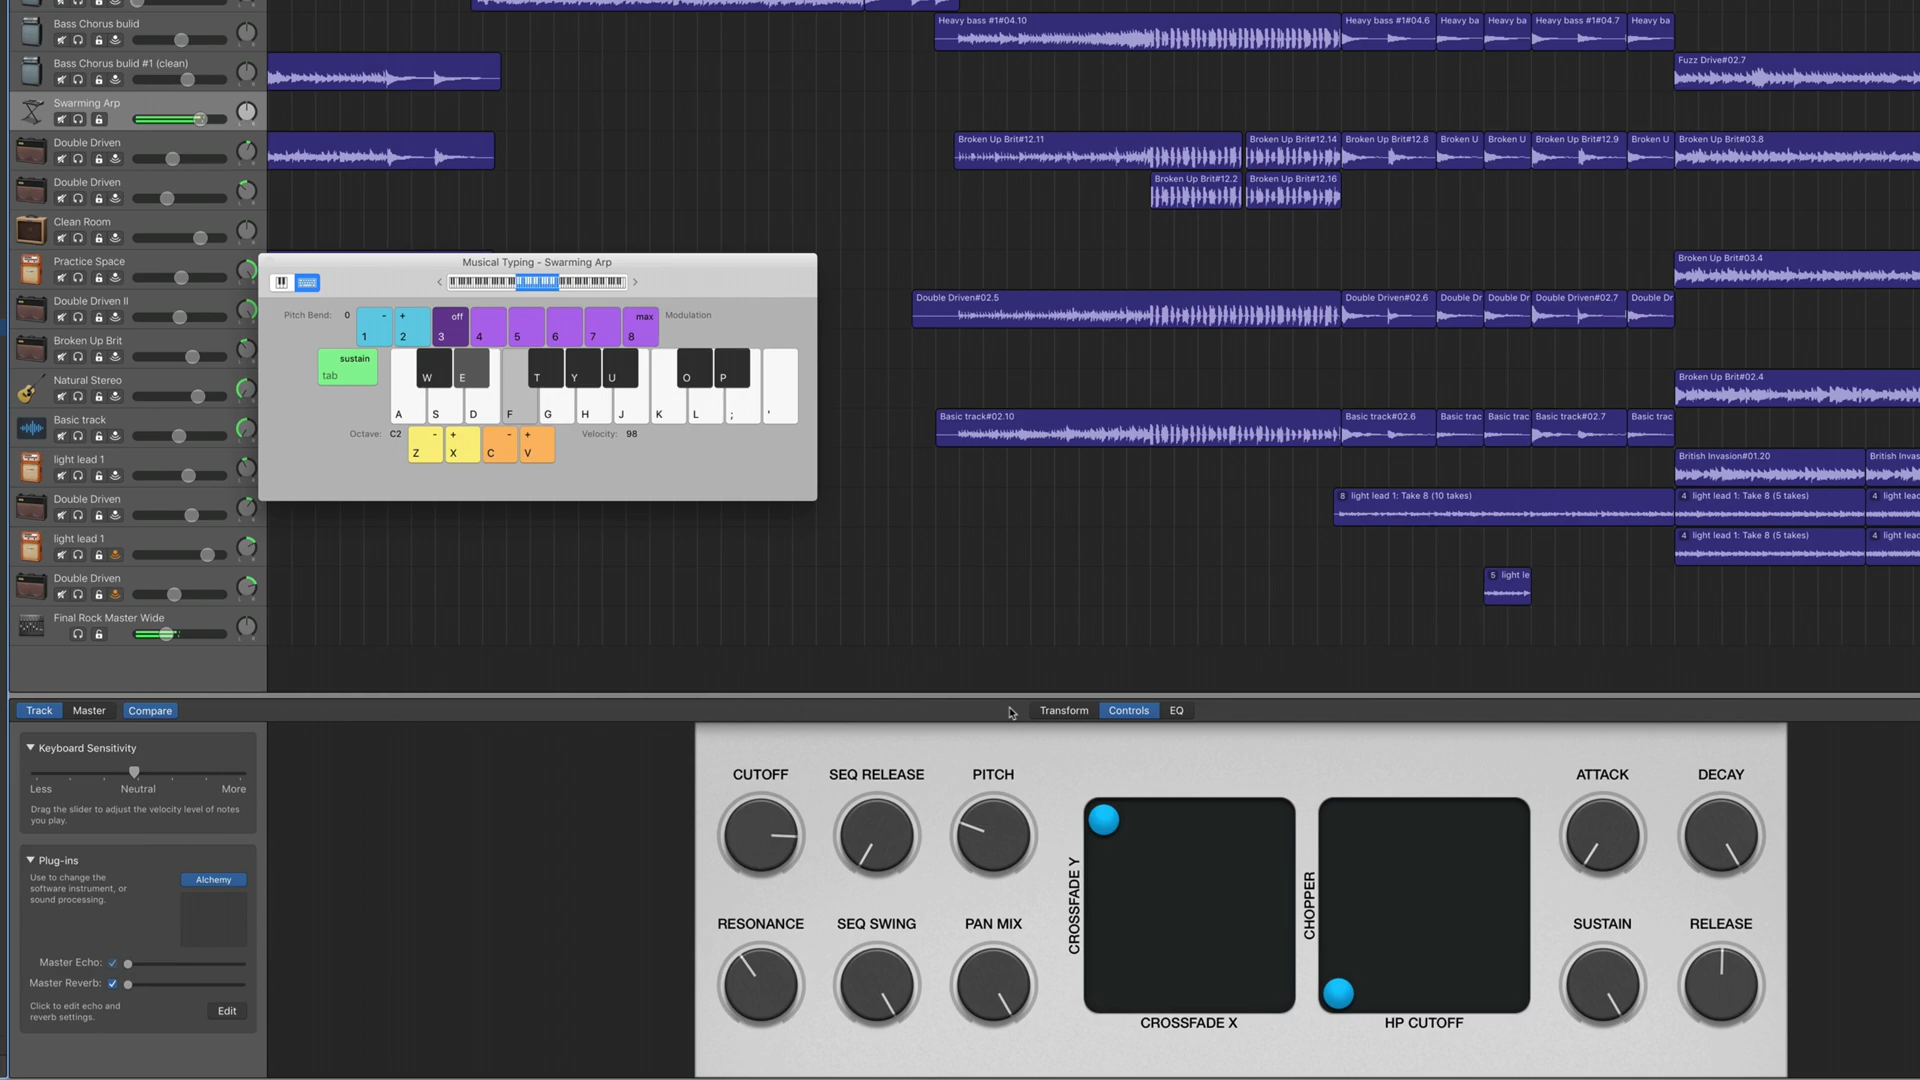 Bass Chorus bulid
Heavy bass #1#04.10
Heavy bass #1#04.6
Heavy ba
Heavy ba
Heavy bass #1#04.7
Heavy ba
Bass Chorus bulid #1 (clean)
Fuzz Drive#02.7
Swarming Arp
Double Driven
Broken Up Brit#12.11
Broken Up Brit#12.14
Broken Up Brit#12.8
Broken U
Broken U
Broken Up Brit#12.9
Broken U
Broken Up Brit#03.8
Double Driven
Broken Up Brit#12.2
Broken Up Brit#12.16
Clean Room
Practice Space
Broken Up Brit#03.4
Double Driven II
Double Driven#02.5
Double Driven#02.6
Double Dr
Double Dr
Double Driven#02.7
Double Dr
Broken Up Brit
Natural Stereo
Broken Up Brit#02.4
Basic track
Basic track#02.10
Basic track#02.6
Basic trac
Basic trac
Basic track#02.7
Basic trac
light lead 1
British Invasion#01.20
British Invas
Double Driven
8 light lead 1: Take 8 (10 takes)
4 light lead 1: Take 8 (5 takes)
4 light lead
light lead 1
4 light lead 1: Take 8 (5 takes)
4 light lead
Double Driven
5 light le
Final Rock Master Wide
Musical Typing - Swarming Arp
Pitch Bend: 0
- + off max Modulation
1 2 3 4 5 6 7 8
sustain
tab
W E T Y U O P
A S D F G H J K L ; '
Octave: C2 - + - + Velocity: 98
Z X C V
Track Master Compare
Transform Controls EQ
Keyboard Sensitivity
Less Neutral More
Drag the slider to adjust the velocity level of notes
you play.
Plug-ins
Use to change the
software instrument, or
sound processing.
Alchemy
Master Echo:
Master Reverb:
Click to edit echo and
reverb settings.
Edit
CUTOFF SEQ RELEASE PITCH
RESONANCE SEQ SWING PAN MIX
CROSSFADE Y
CROSSFADE X
CHOPPER
HP CUTOFF
ATTACK DECAY
SUSTAIN RELEASE